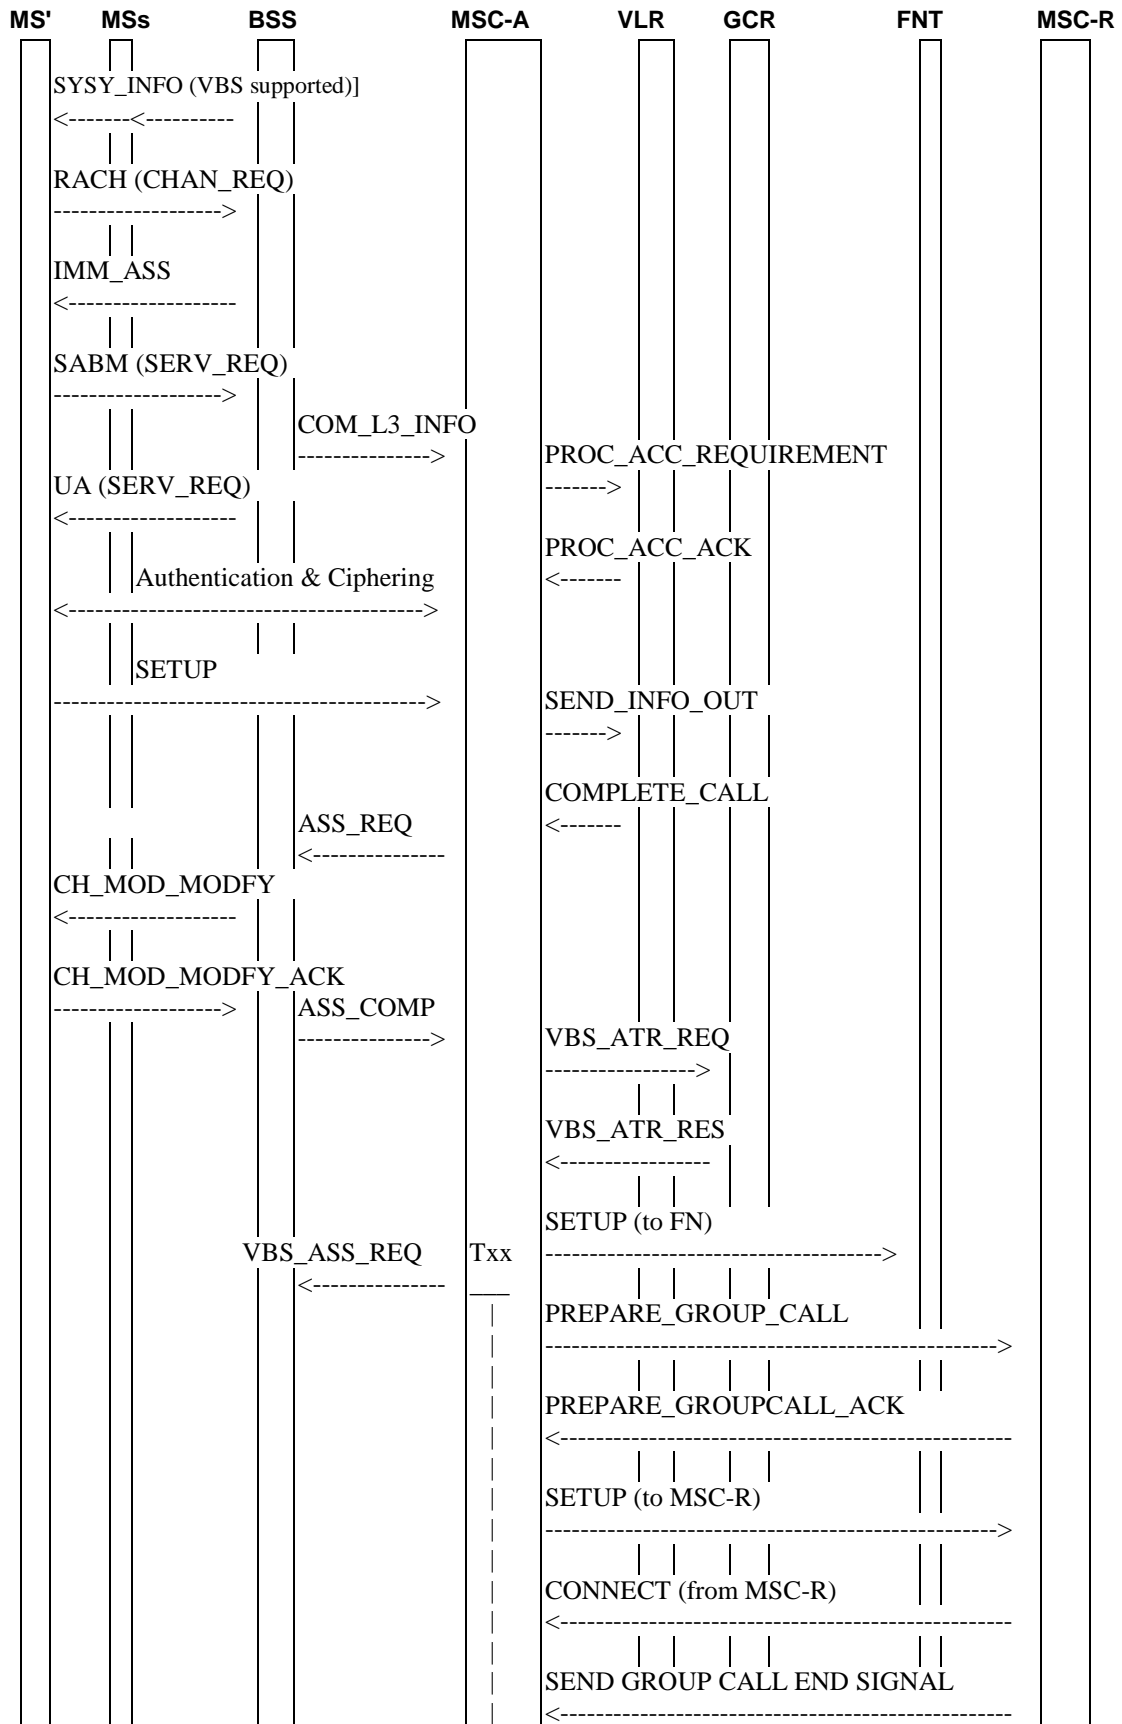 MS' MSs BSS MSC-A VLR GCR FNT MSC-R
SYSY_INFO (VBS supported)]
<-------<----------
RACH (CHAN_REQ)
------------------->
IMM_ASS
<-------------------
SABM (SERV_REQ)
------------------->
COM_L3_INFO
--------------->
PROC_ACC_REQUIREMENT
------->
UA (SERV_REQ)
<-------------------
PROC_ACC_ACK
<-------
Authentication & Ciphering
<---------------------------------------->
SETUP
------------------------------------------>
SEND_INFO_OUT
------->
COMPLETE_CALL
<-------
ASS_REQ
<---------------
CH_MOD_MODFY
<-------------------
CH_MOD_MODFY_ACK
------------------->
ASS_COMP
--------------->
VBS_ATR_REQ
----------------->
VBS_ATR_RES
<-----------------
SETUP (to FN)
-------------------------------------->
VBS_ASS_REQ Txx
<--------------- ___
PREPARE_GROUP_CALL
--------------------------------------------------->
PREPARE_GROUPCALL_ACK
<---------------------------------------------------
SETUP (to MSC-R)
--------------------------------------------------->
CONNECT (from MSC-R)
<---------------------------------------------------
SEND GROUP CALL END SIGNAL
<---------------------------------------------------